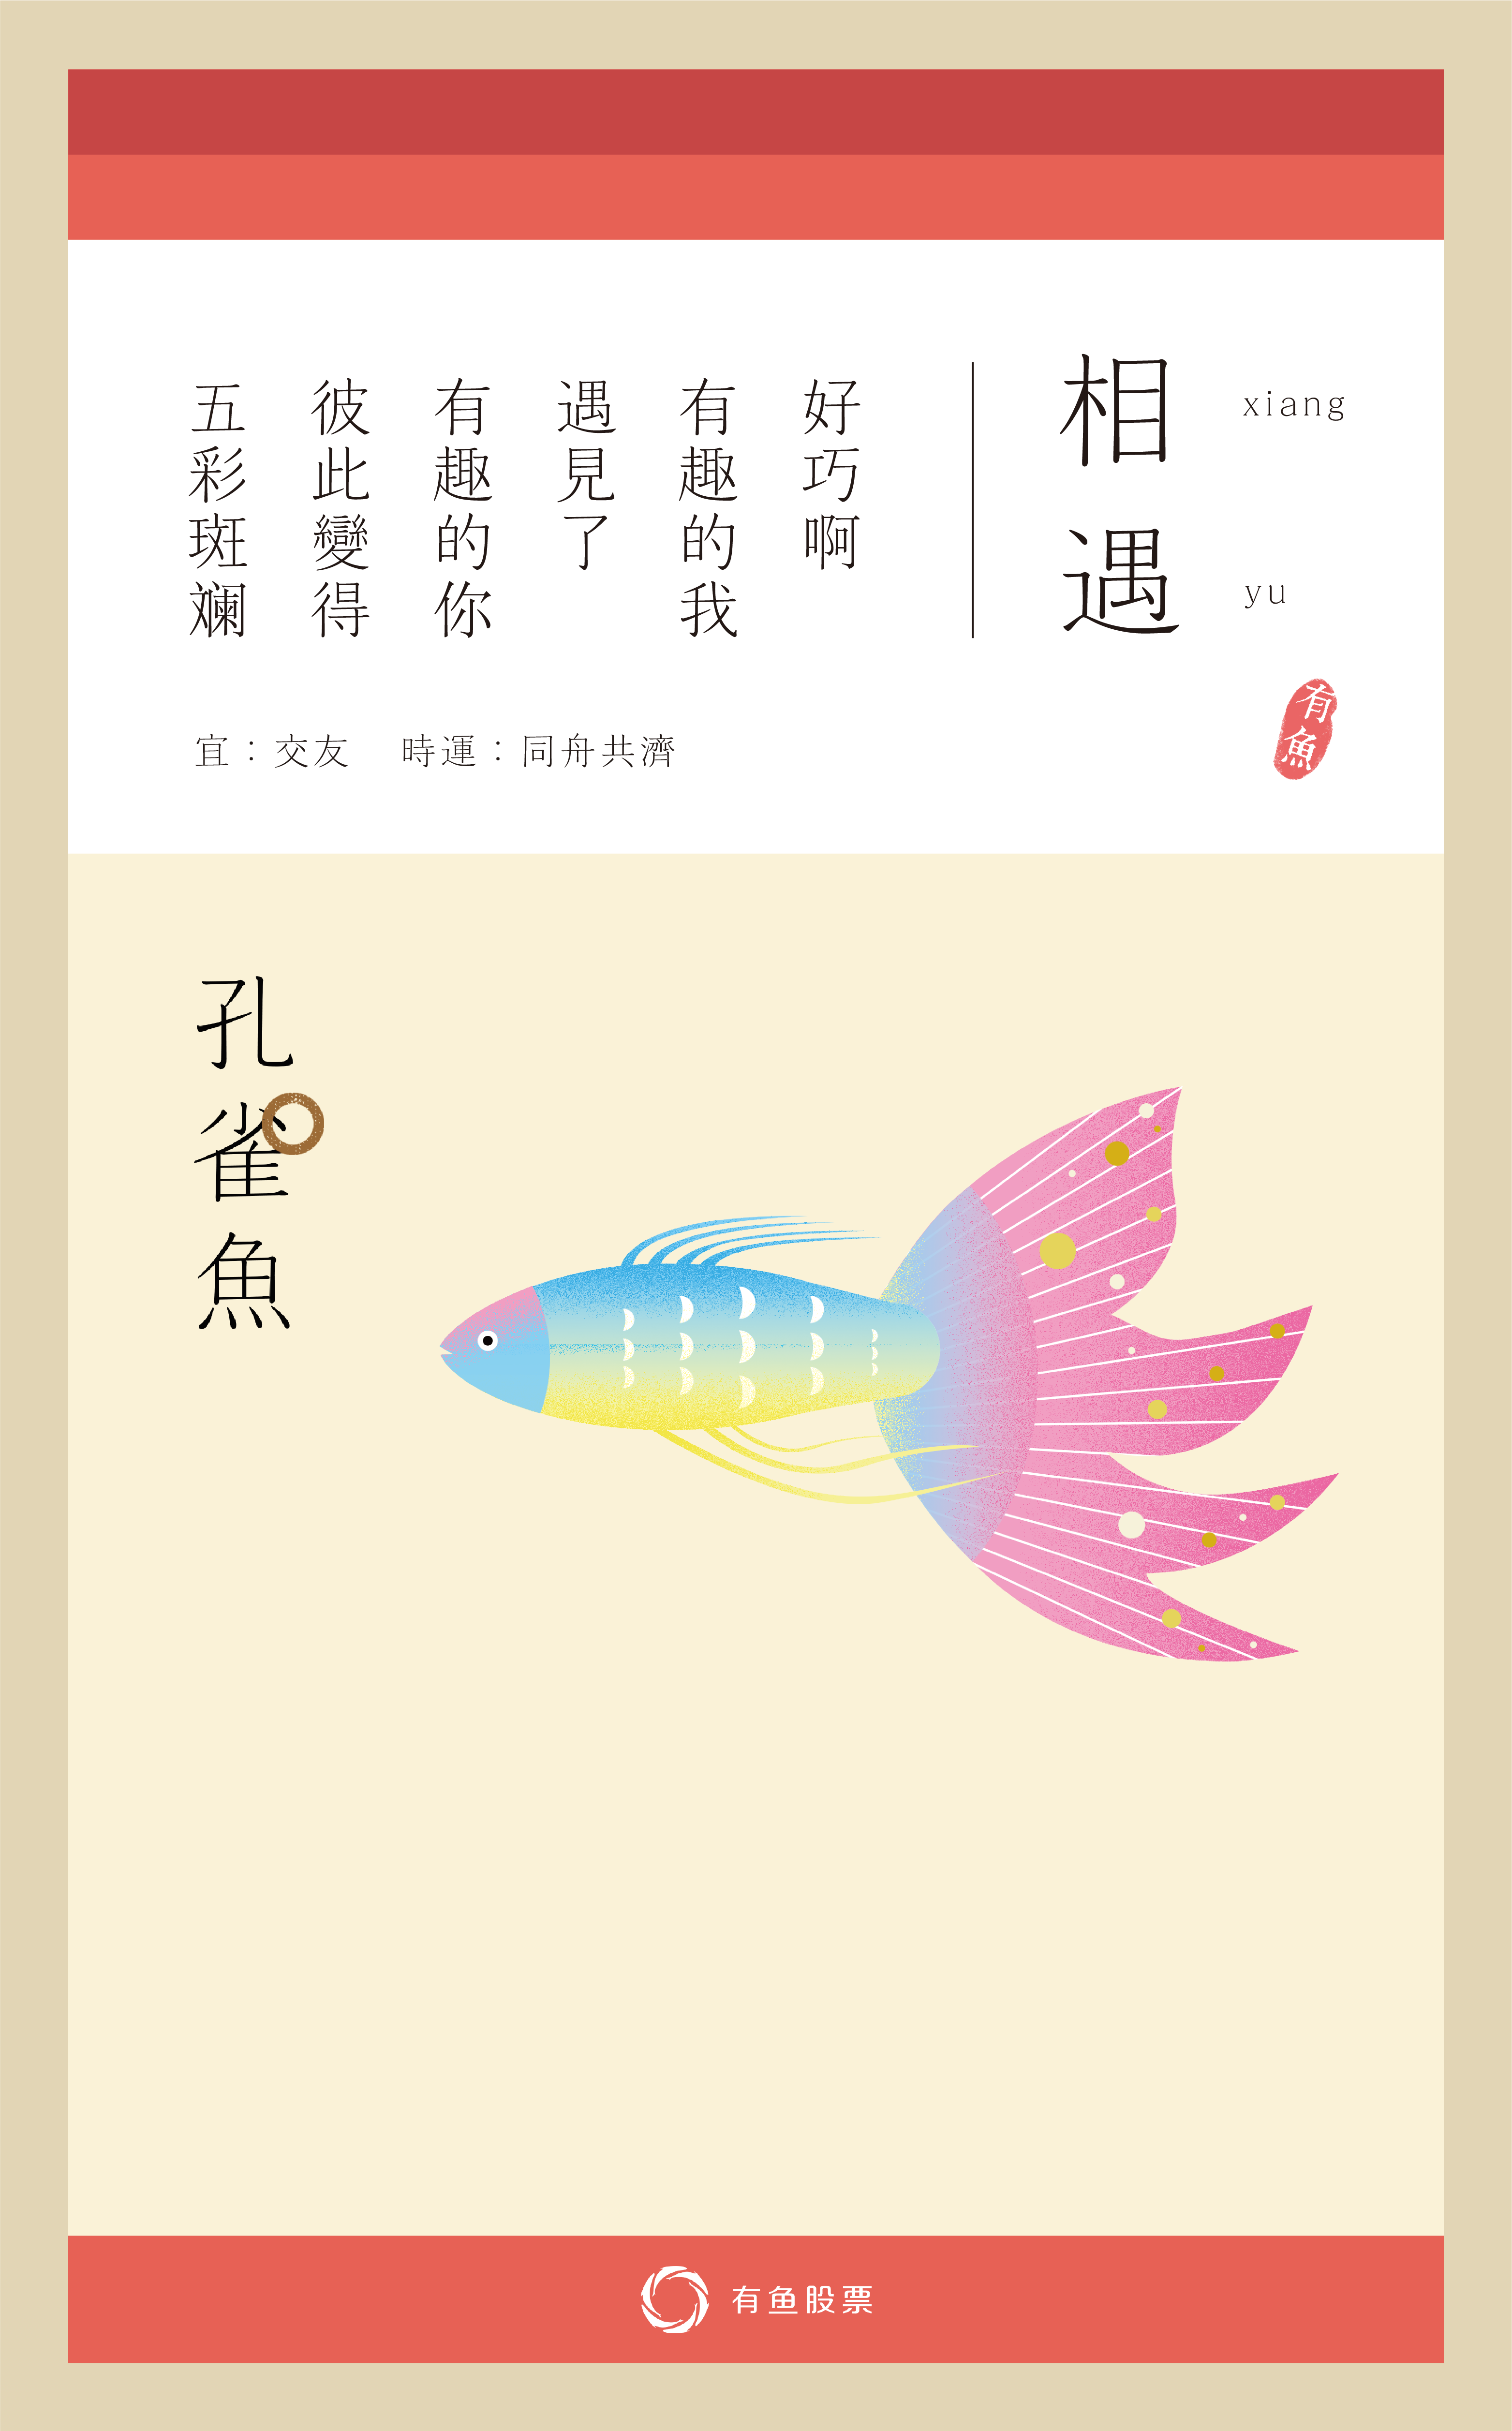 相遇
xiang
yu
好巧啊
有趣的我
遇見了
有趣的你
彼此變得
五彩斑斕
宜：交友　時運：同舟共濟
有魚
孔雀魚
有鱼股票